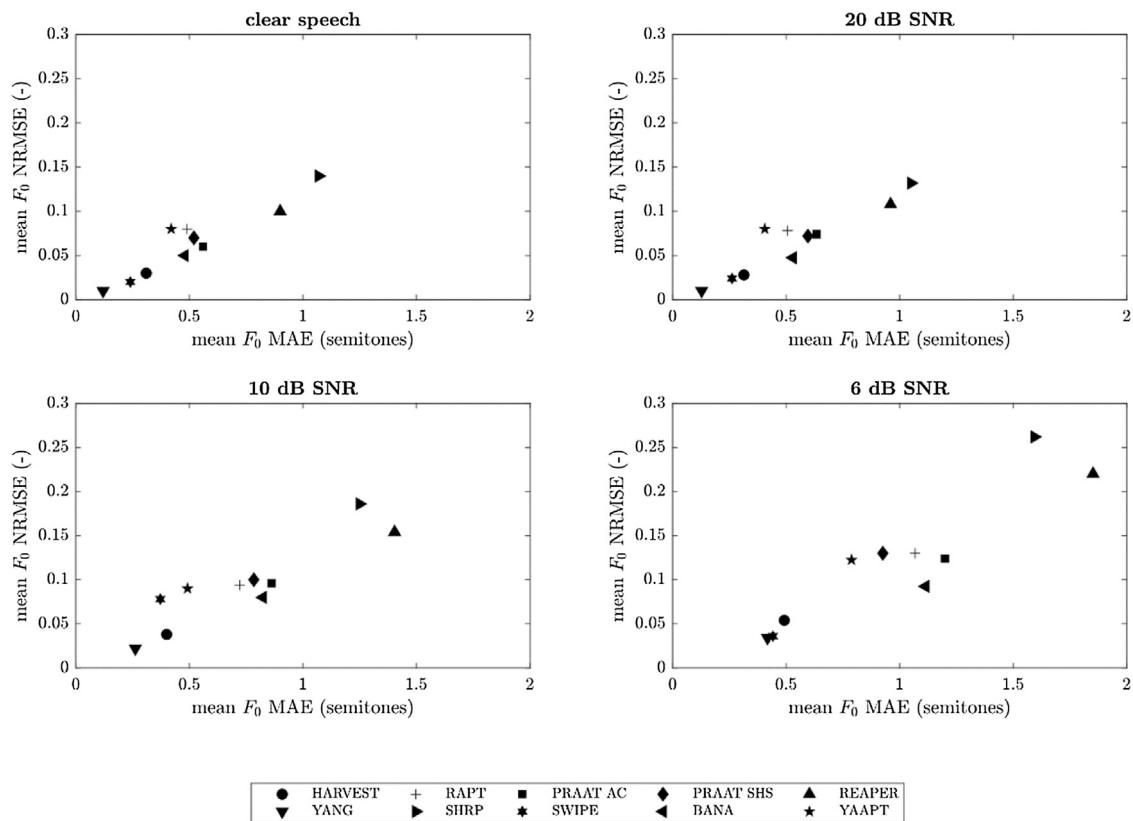 clear speech
mean F₀ NRMSE (-)
0.3
0.25
0.2
0.15
0.1
0.05
0
0 0.5 1 1.5 2
mean F₀ MAE (semitones)
20 dB SNR
mean F₀ NRMSE (-)
0.3
0.25
0.2
0.15
0.1
0.05
0
0 0.5 1 1.5 2
mean F₀ MAE (semitones)
10 dB SNR
mean F₀ NRMSE (-)
0.3
0.25
0.2
0.15
0.1
0.05
0
0 0.5 1 1.5 2
mean F₀ MAE (semitones)
6 dB SNR
mean F₀ NRMSE (-)
0.3
0.25
0.2
0.15
0.1
0.05
0
0 0.5 1 1.5 2
mean F₀ MAE (semitones)
HARVEST RAPT PRAAT AC PRAAT SHS REAPER
YANG SHRP SWIPE BANA YAAPT